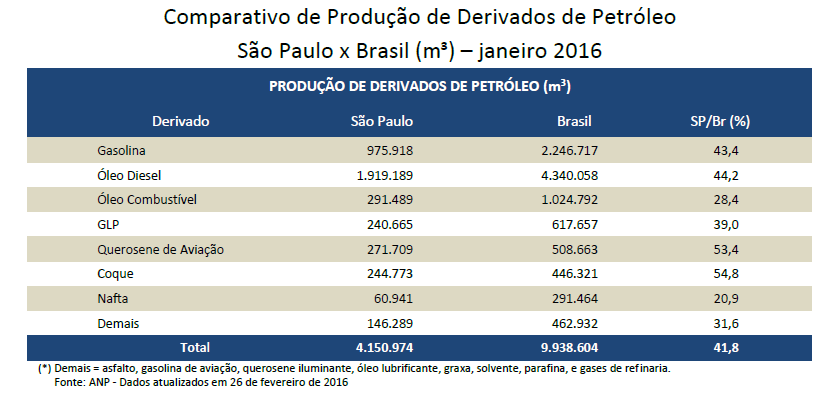 Comparativo de Produção de Derivados de Petróleo
São Paulo x Brasil (m³) – janeiro 2016
PRODUÇÃO DE DERIVADOS DE PETRÓLEO (m³)
Derivado São Paulo Brasil SP/Br (%)
Gasolina 975.918 2.246.717 43,4
Óleo Diesel 1.919.189 4.340.058 44,2
Óleo Combustível 291.489 1.024.792 28,4
GLP 240.665 617.657 39,0
Querosene de Aviação 271.709 508.663 53,4
Coque 244.773 446.321 54,8
Nafta 60.941 291.464 20,9
Demais 146.289 462.932 31,6
Total 4.150.974 9.938.604 41,8
(*) Demais = asfalto, gasolina de aviação, querosene iluminante, óleo lubrificante, graxa, solvente, parafina, e gases de refinaria.
Fonte: ANP - Dados atualizados em 26 de fevereiro de 2016